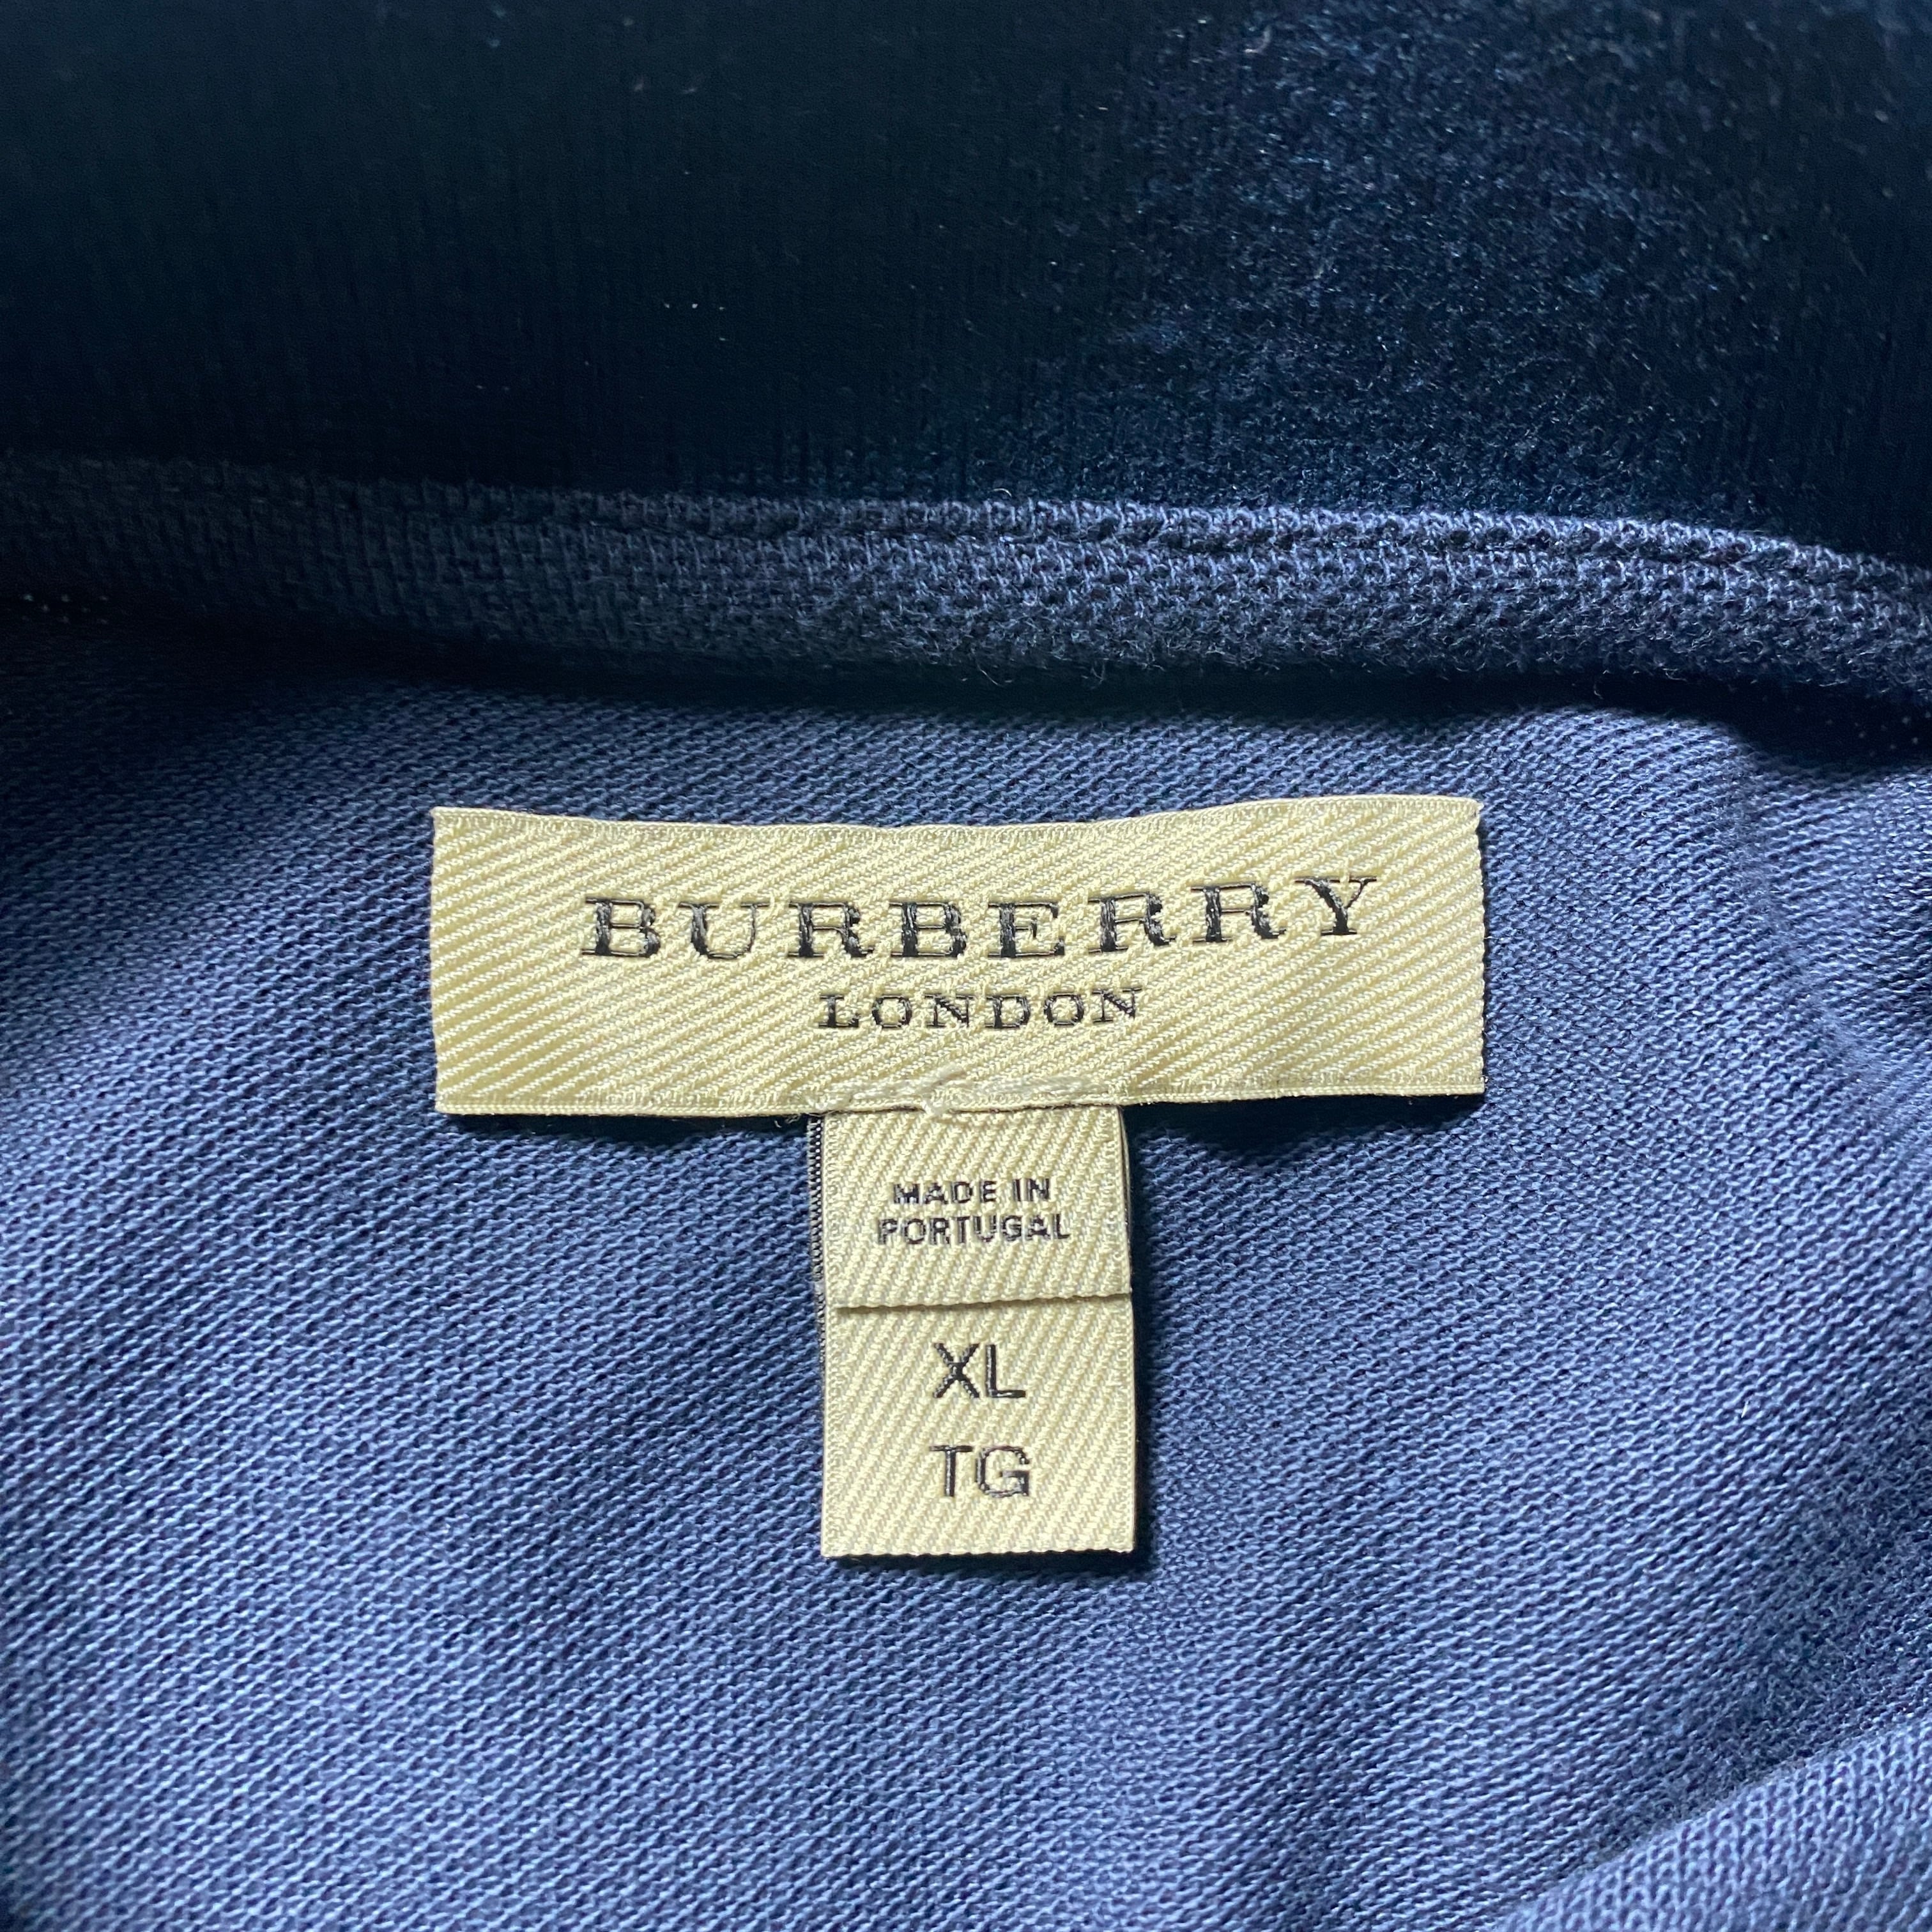 BURBERRY
LONDON
MADE IN
PORTUGAL
XL
TG